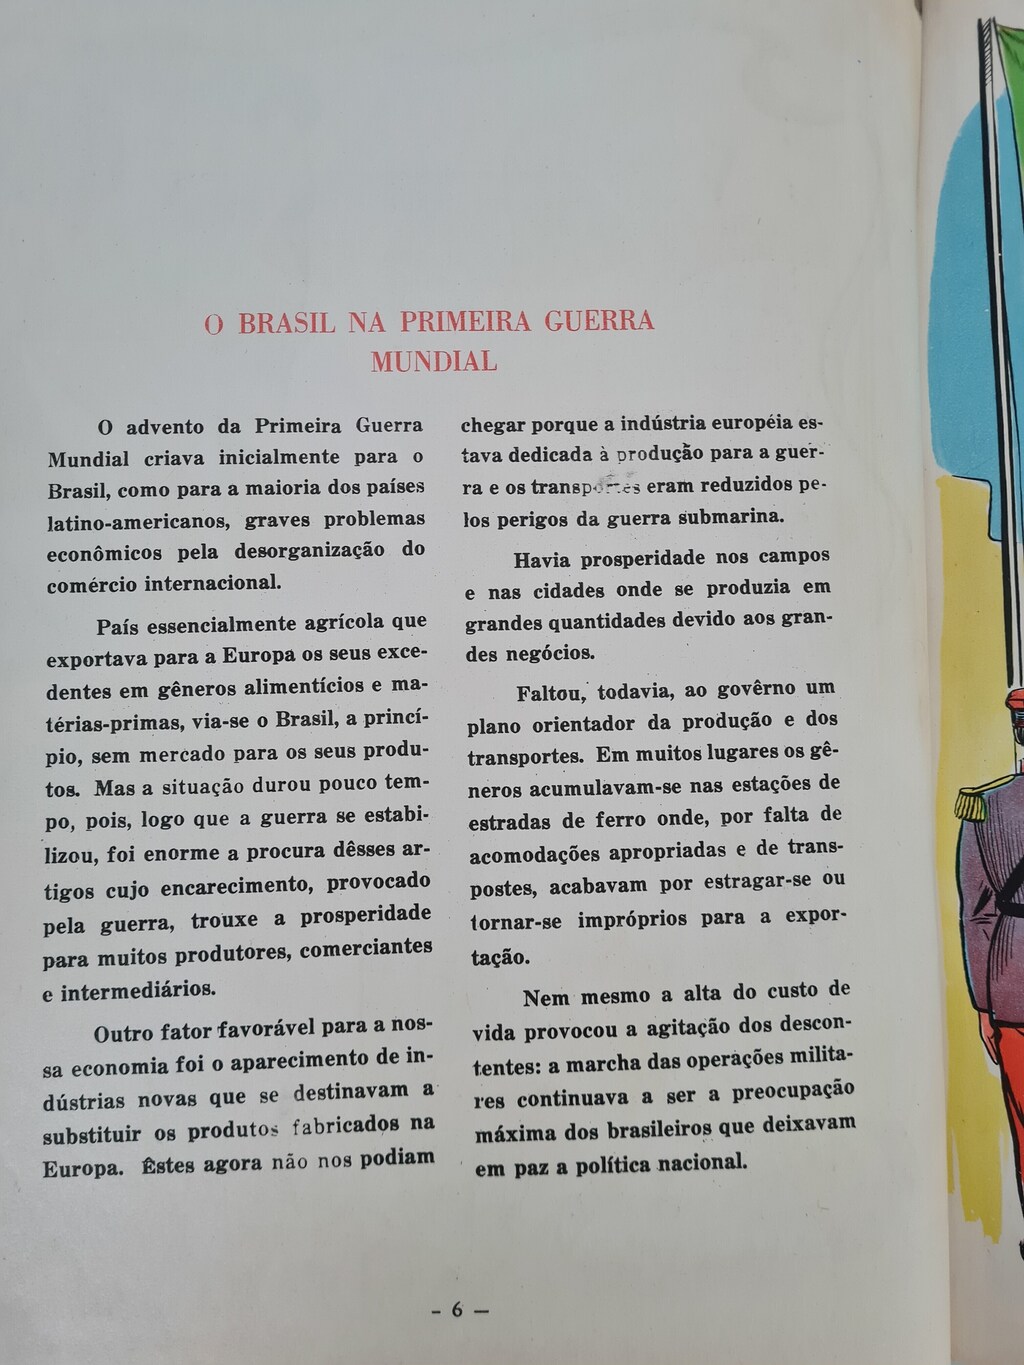 O BRASIL NA PRIMEIRA GUERRA
MUNDIAL
O advento da Primeira Guerra
Mundial criava inicialmente para o
Brasil, como para a maioria dos países
latino-americanos, graves problemas
econômicos pela desorganização do
comércio internacional.
País essencialmente agrícola que
exportava para a Europa os seus exce-
dentes em gêneros alimentícios e ma-
térias-primas, via-se o Brasil, a princí-
pio, sem mercado para os seus produ-
tos. Mas a situação durou pouco tem-
po, pois, logo que a guerra se estabi-
lizou, foi enorme a procura dêsses ar-
tigos cujo encarecimento, provocado
pela guerra, trouxe a prosperidade
para muitos produtores, comerciantes
e intermediários.
Outro fator favorável para a nos-
sa economia foi o aparecimento de in-
dústrias novas que se destinavam a
substituir os produtos fabricados na
Europa. Êstes agora não nos podiam
chegar porque a indústria européia es-
tava dedicada à produção para a guer-
ra e os transportes eram reduzidos pe-
los perigos da guerra submarina.
Havia prosperidade nos campos
e nas cidades onde se produzia em
grandes quantidades devido aos gran-
des negócios.
Faltou, todavia, ao govêrno um
plano orientador da produção e dos
transportes. Em muitos lugares os gê-
neros acumulavam-se nas estações de
estradas de ferro onde, por falta de
acomodações apropriadas e de trans-
postes, acabavam por estragar-se ou
tornar-se impróprios para a expor-
tação.
Nem mesmo a alta do custo de
vida provocou a agitação dos descon-
tentes: a marcha das operações milita-
res continuava a ser a preocupação
máxima dos brasileiros que deixavam
em paz a política nacional.
- 6 —